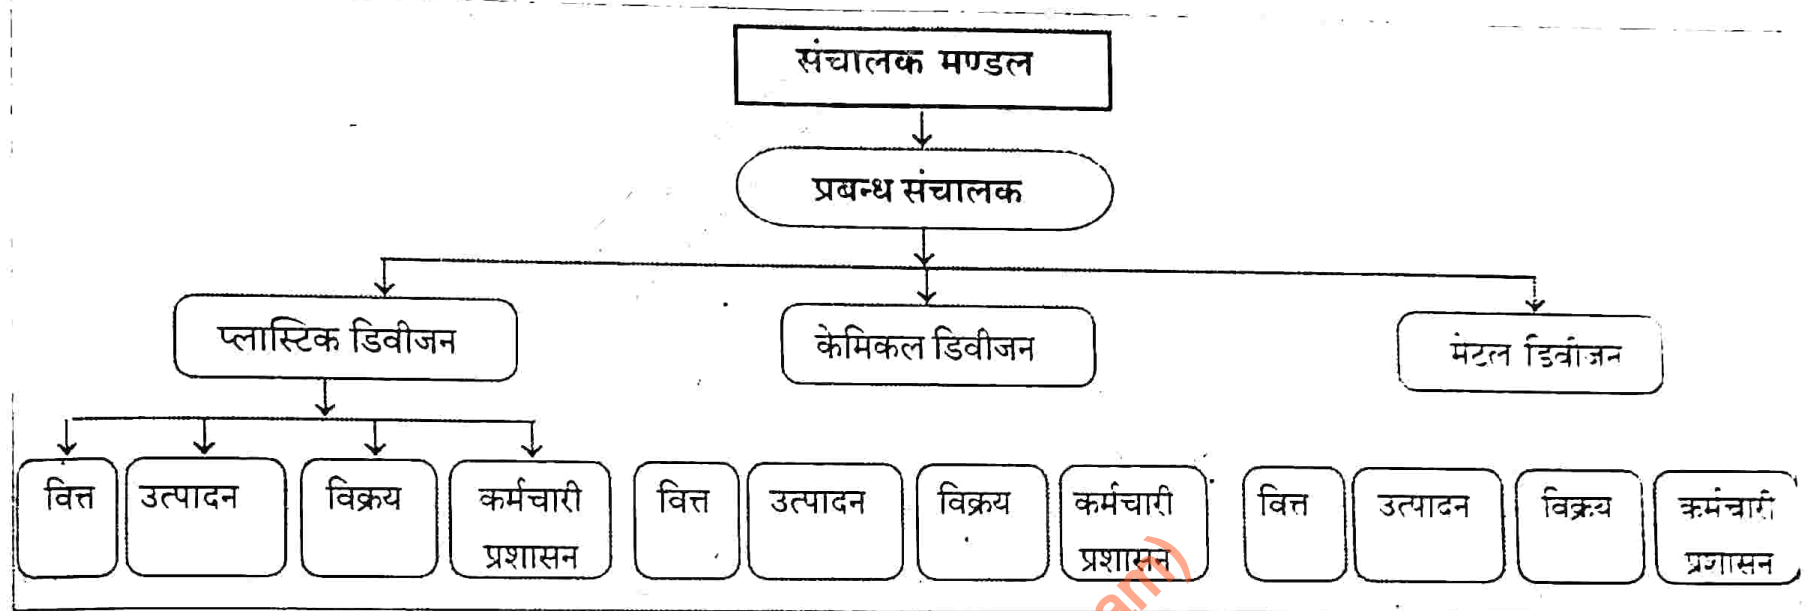 संचालक मण्डल
प्रबन्ध संचालक
प्लास्टिक डिवीजन
केमिकल डिवीजन
मेटल डिवीजन
वित्त
उत्पादन
विक्रय
कर्मचारी
प्रशासन
वित्त
उत्पादन
विक्रय
कर्मचारी
प्रशासन
वित्त
उत्पादन
विक्रय
कर्मचारी
प्रशासन
am)